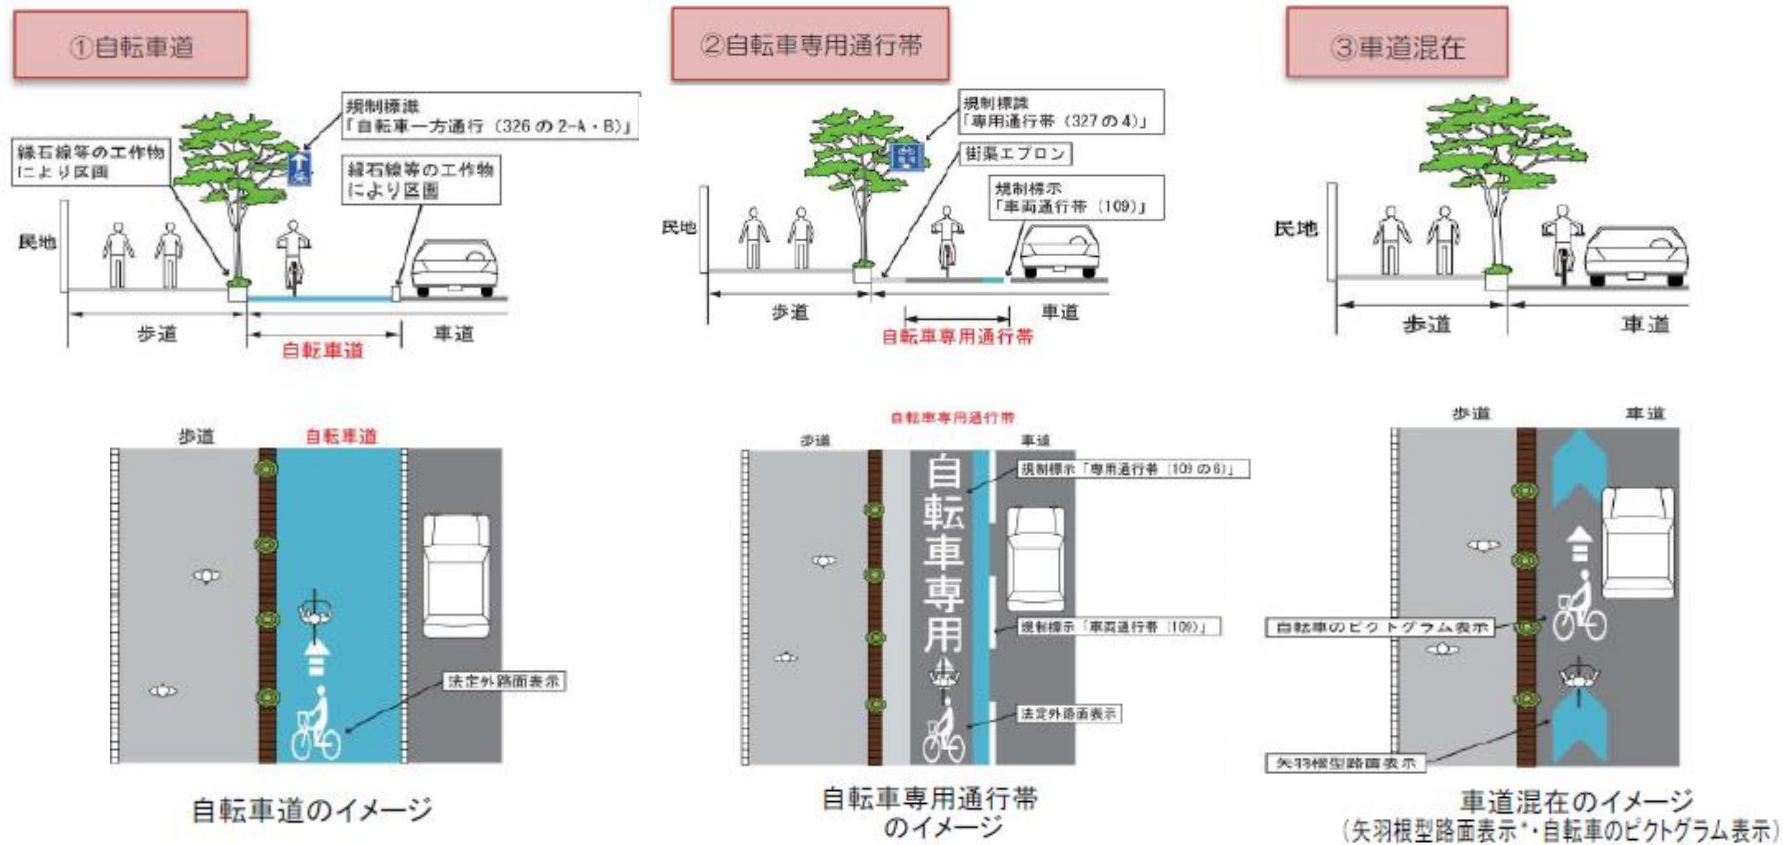 ①自転車道
規制標識
「自転車一方通行（326の2-A・B）」
縁石線等の工作物
により区画
縁石線等の工作物
により区画
民地
歩道
自転車道
車道
歩道
自転車道
法定外路面表示
自転車道のイメージ
②自転車専用通行帯
規制標識
「専用通行帯（327の4）」
街渠エプロン
規制標示
「車両通行帯（109）」
民地
歩道
車道
自転車専用通行帯
自転車専用通行帯
歩道
車道
規制標示「専用通行帯（109の6）」
自転車専用
規制標示「車両通行帯（109）」
法定外路面表示
自転車専用通行帯
のイメージ
③車道混在
民地
歩道
車道
歩道
車道
自転車のピクトグラム表示
矢羽根型路面表示
車道混在のイメージ
（矢羽根型路面表示*・自転車のピクトグラム表示）